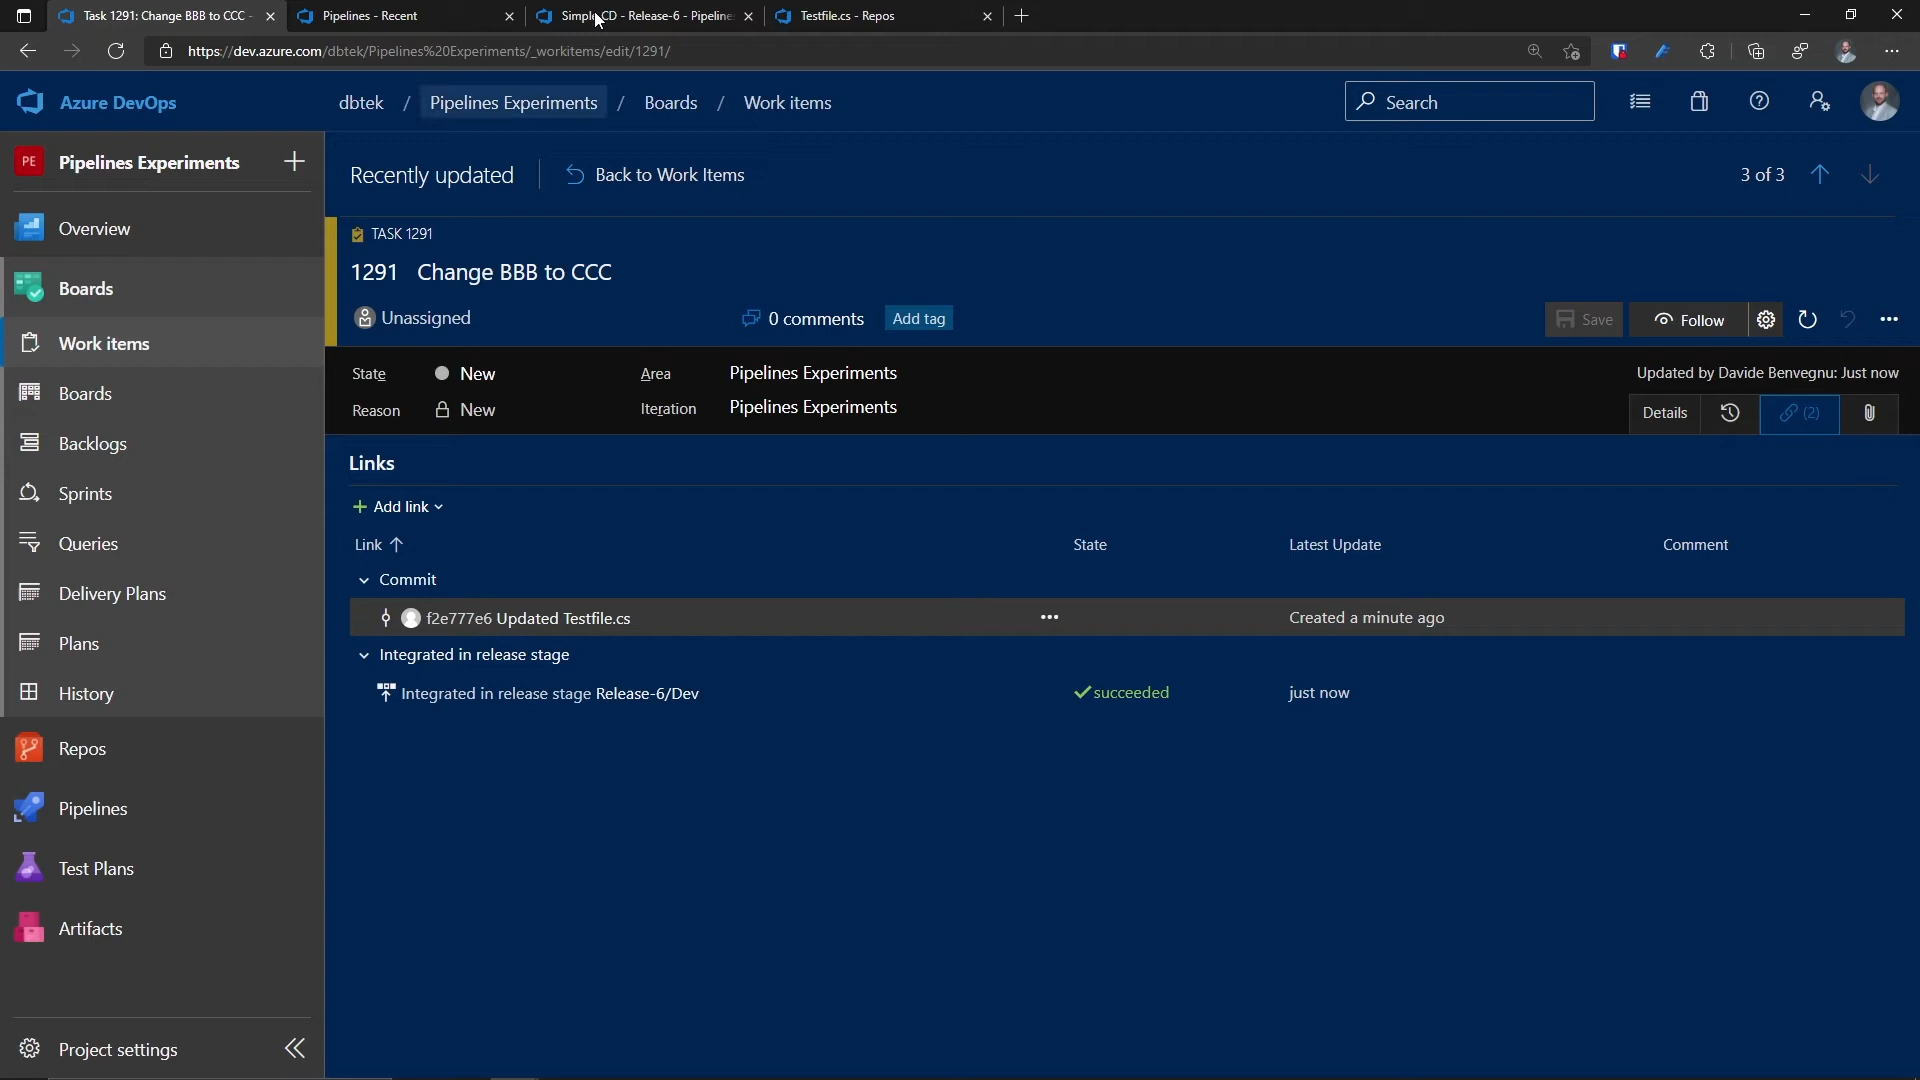 Task 1291: Change BBB to CCC -
Pipelines - Recent
Simple CD - Release-6 - Pipeline
Testfile.cs - Repos
https://dev.azure.com/dbtek/Pipelines%20Experiments/_workitems/edit/1291/
Azure DevOps
dbtek / Pipelines Experiments / Boards / Work items
Search
PE Pipelines Experiments
Overview
Boards
Work items
Boards
Backlogs
Sprints
Queries
Delivery Plans
Plans
History
Repos
Pipelines
Test Plans
Artifacts
Project settings
Recently updated
Back to Work Items
3 of 3
TASK 1291
1291 Change BBB to CCC
Unassigned
0 comments
Add tag
Save
Follow
State New
Area Pipelines Experiments
Updated by Davide Benvegnu: Just now
Reason New
Iteration Pipelines Experiments
Details
(2)
Links
Add link
Link State Latest Update Comment
Commit
f2e777e6 Updated Testfile.cs
Created a minute ago
Integrated in release stage
Integrated in release stage Release-6/Dev
succeeded
just now